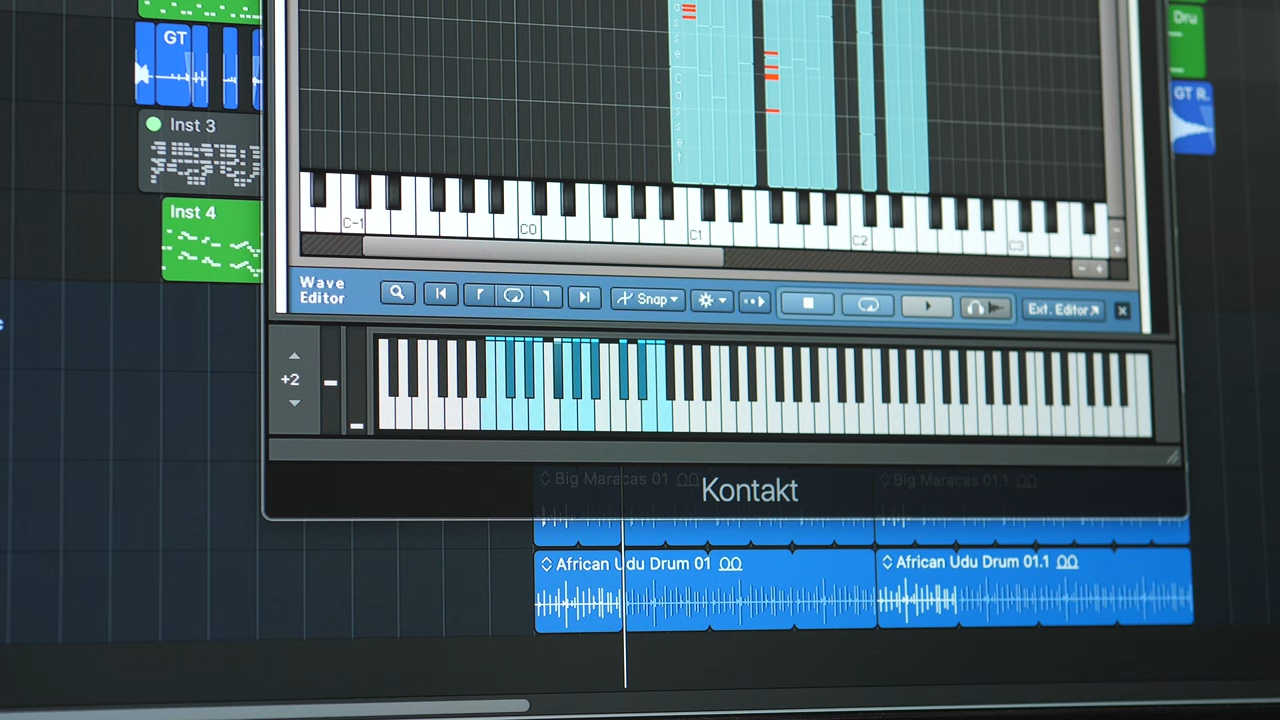 Dru
GT
GT R.
Inst 3
Inst 4
C-1
C0
C1
C2
C3
Wave
Editor
Snap
Ext. Editor
+2
Big Maracas 01
Big Maracas 01.1
Kontakt
African Udu Drum 01
African Udu Drum 01.1